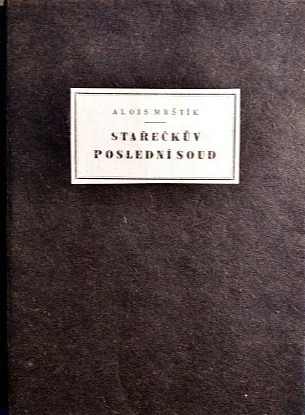 ALOIS MRŠTÍK
STAŘEČKŮV
POSLEDNÍ SOUD